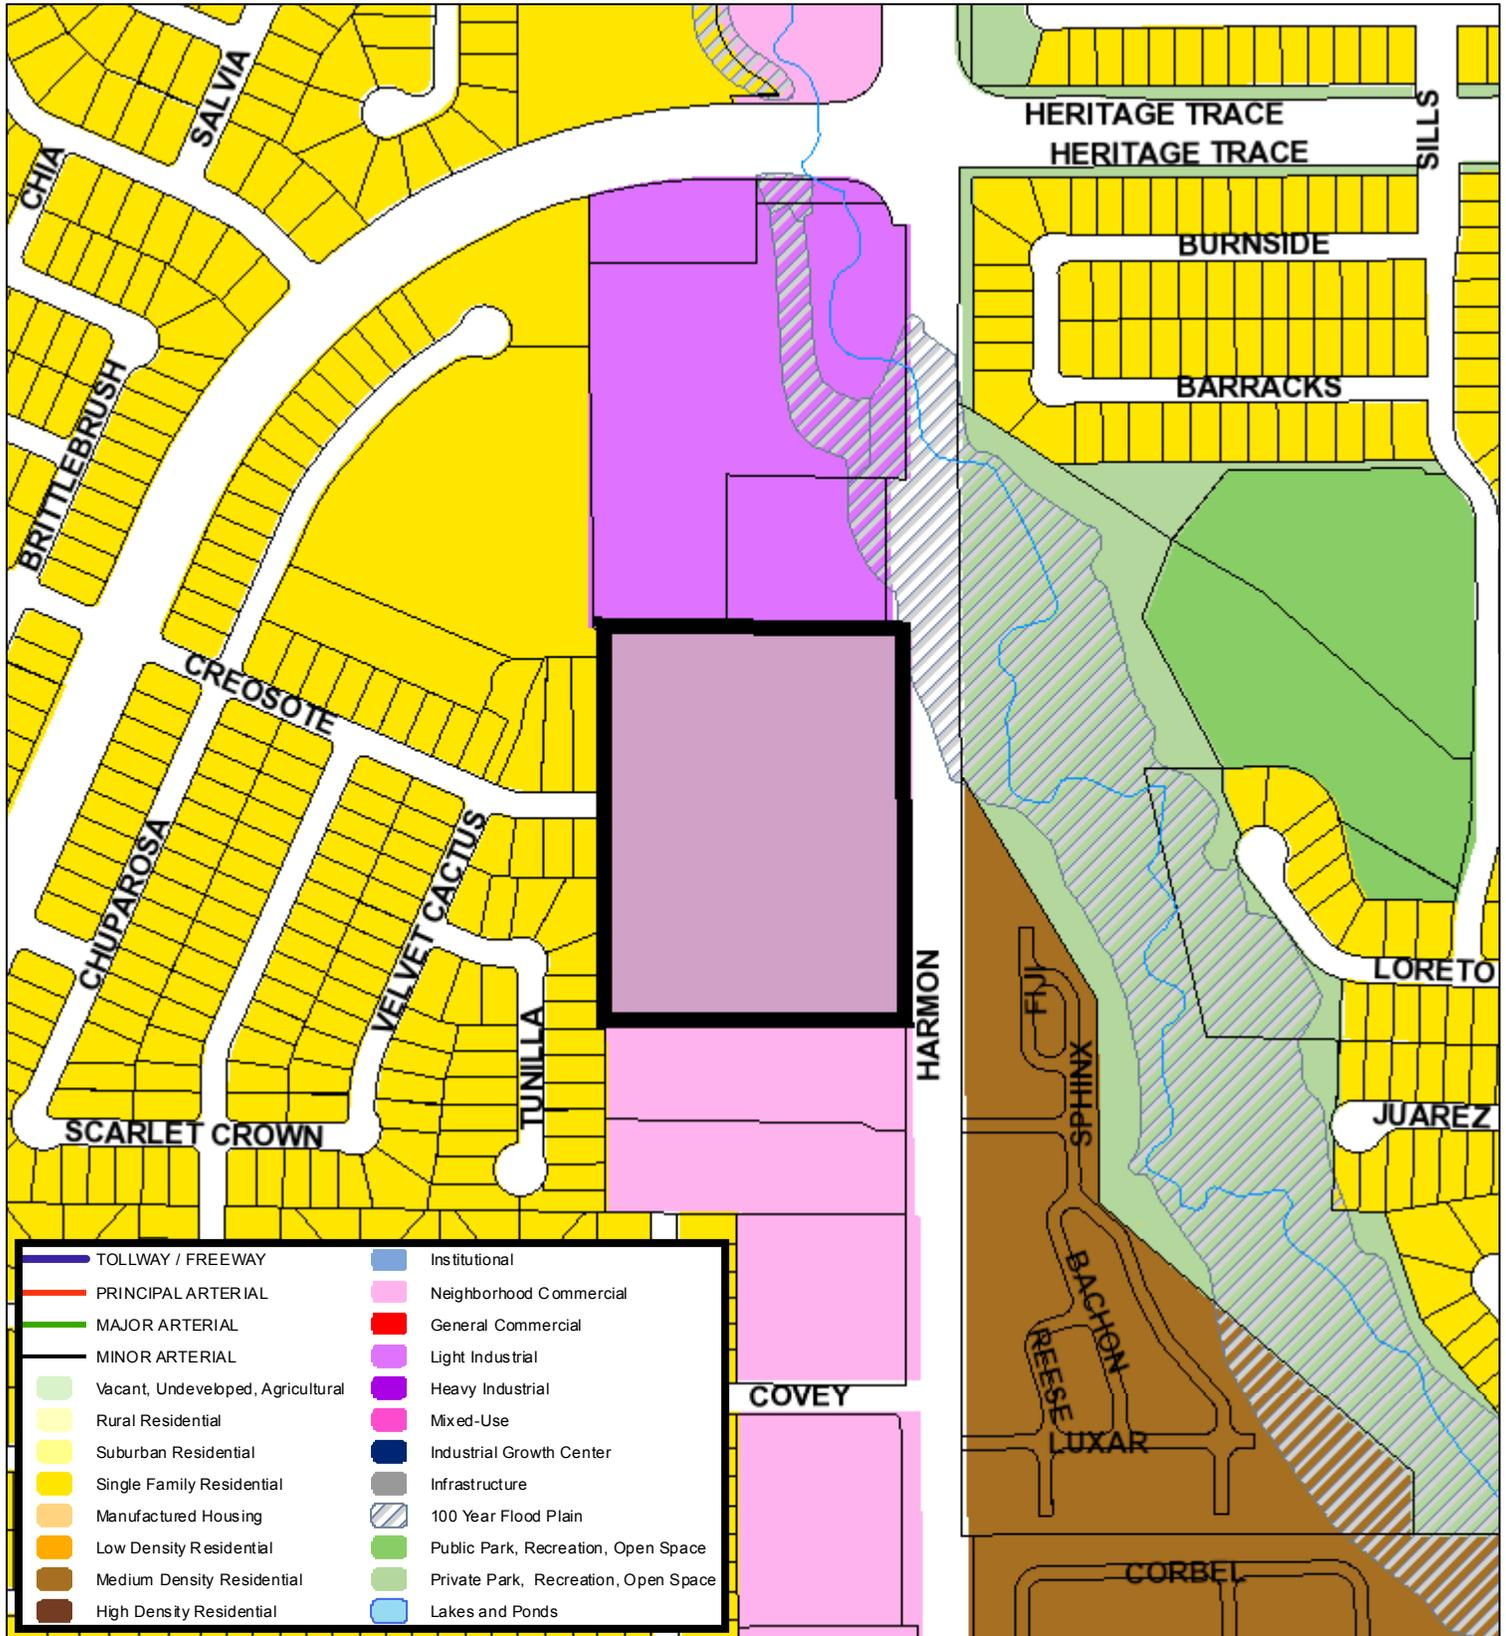 SALVIA
CHIA
HERITAGE TRACE
SILLS
HERITAGE TRACE
BURNSIDE
BARRACKS
BRITTLEBRUSH
CREOSOTE
CHUPAROSA
VELVET CACTUS
TUNILLA
SCARLET CROWN
HARMON
FIJI
SPHINX
LORETO
JUAREZ
BACHON
REESE
COVEY
LUXAR
CORBEL
TOLLWAY / FREEWAY
PRINCIPAL ARTERIAL
MAJOR ARTERIAL
MINOR ARTERIAL
Vacant, Undeveloped, Agricultural
Rural Residential
Suburban Residential
Single Family Residential
Manufactured Housing
Low Density Residential
Medium Density Residential
High Density Residential
Institutional
Neighborhood Commercial
General Commercial
Light Industrial
Heavy Industrial
Mixed-Use
Industrial Growth Center
Infrastructure
100 Year Flood Plain
Public Park, Recreation, Open Space
Private Park, Recreation, Open Space
Lakes and Ponds